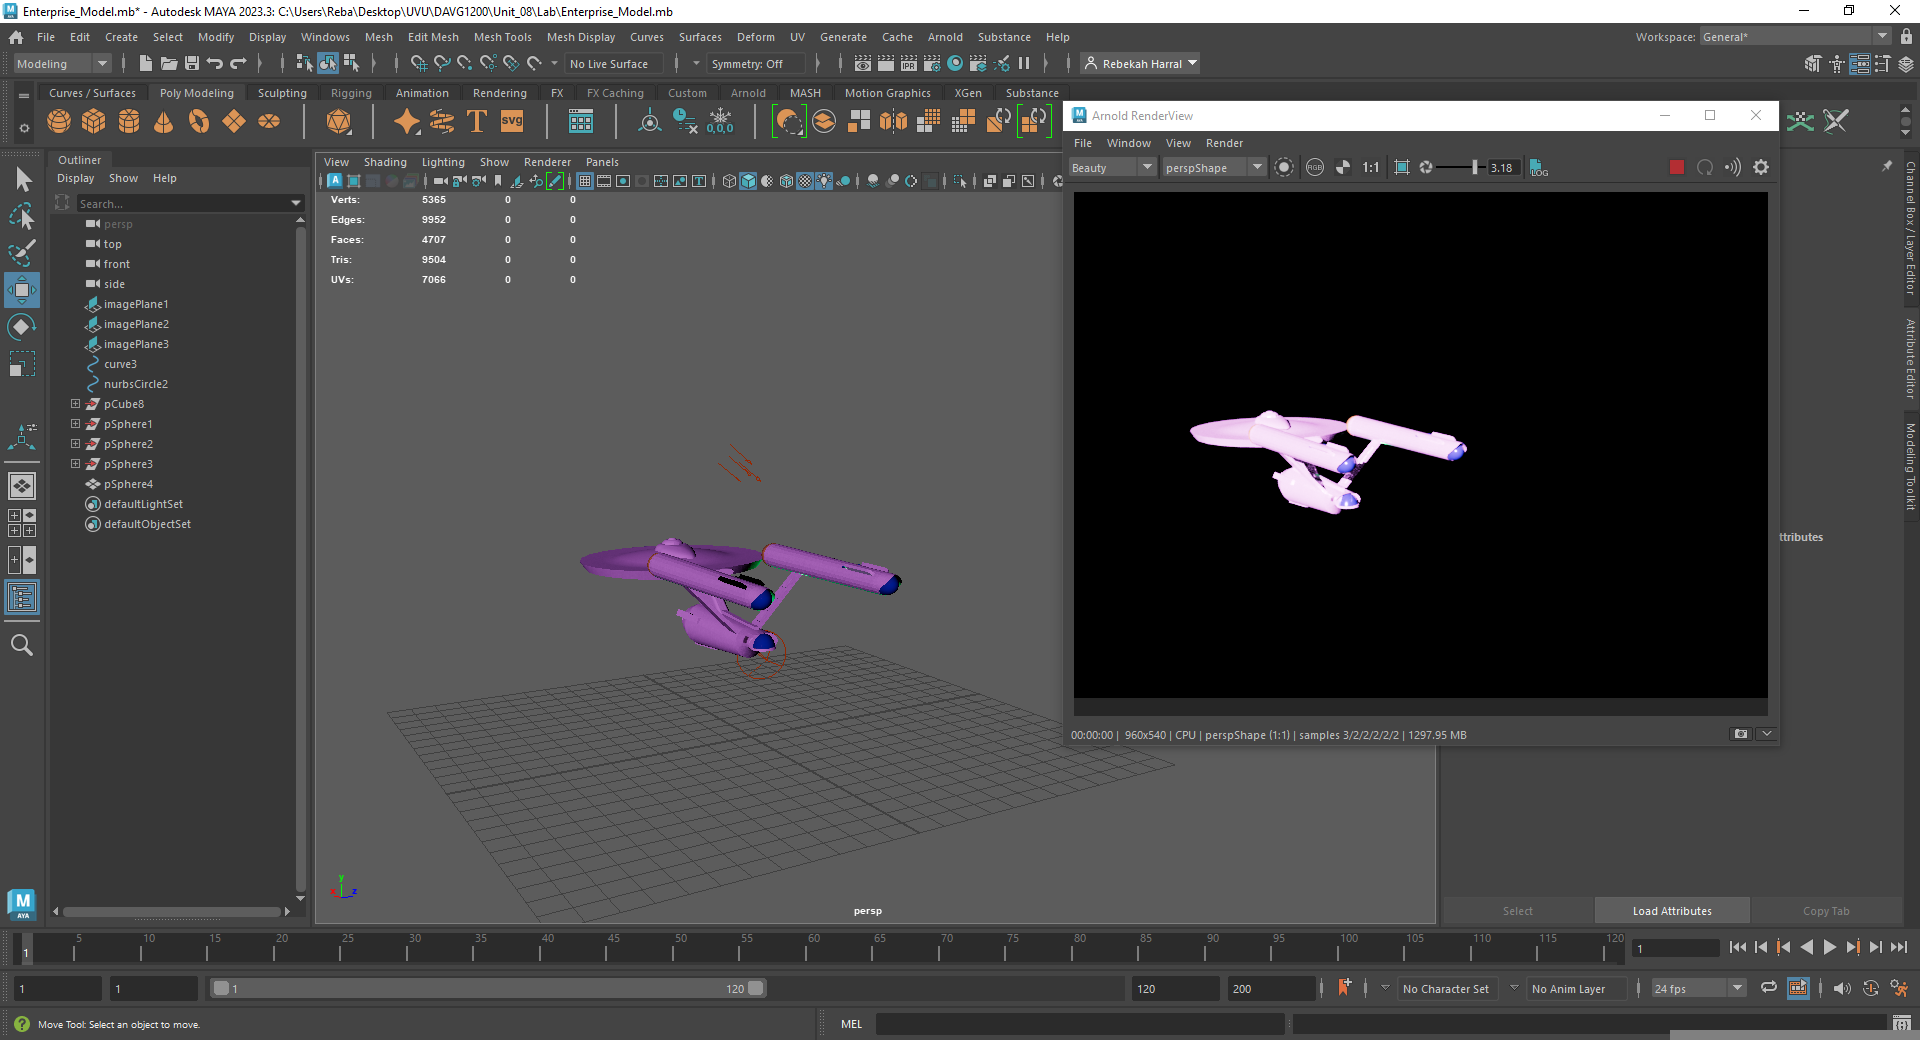 Enterprise_Model.mb* - Autodesk MAYA 2023.3: C:\Users\Reba\Desktop\UVU\DAVG1200\Unit_08\Lab\Enterprise_Model.mb
File Edit Create Select Modify Display Windows Mesh Edit Mesh Mesh Tools Mesh Display Curves Surfaces Deform UV Generate Cache Arnold Substance Help
Workspace: General*
Modeling
No Live Surface
Symmetry: Off
IPR
Rebekah Harral
Curves / Surfaces Poly Modeling Sculpting Rigging Animation Rendering FX FX Caching Custom Arnold MASH Motion Graphics XGen Substance
T
svg
0,0,0
Outliner
Display Show Help
Search...
persp
top
front
side
imagePlane1
imagePlane2
imagePlane3
curve3
nurbsCircle2
pCube8
pSphere1
pSphere2
pSphere3
pSphere4
defaultLightSet
defaultObjectSet
View Shading Lighting Show Renderer Panels
Verts: 5365 0 0
Edges: 9952 0 0
Faces: 4707 0 0
Tris: 9504 0 0
UVs: 7066 0 0
y
x
z
persp
Arnold RenderView
File Window View Render
Beauty
perspShape
RGB
1:1
3.18
LOG
00:00:00 | 960x540 | CPU | perspShape (1:1) | samples 3/2/2/2/2/2 | 1297.95 MB
Channel Box / Layer Editor
Attribute Editor
Modeling Toolkit
ttributes
Select
Load Attributes
Copy Tab
M
AYA
1 5 10 15 20 25 30 35 40 45 50 55 60 65 70 75 80 85 90 95 100 105 110 115 120
1
1
1
1 120
120
200
No Character Set
No Anim Layer
24 fps
Move Tool: Select an object to move.
MEL